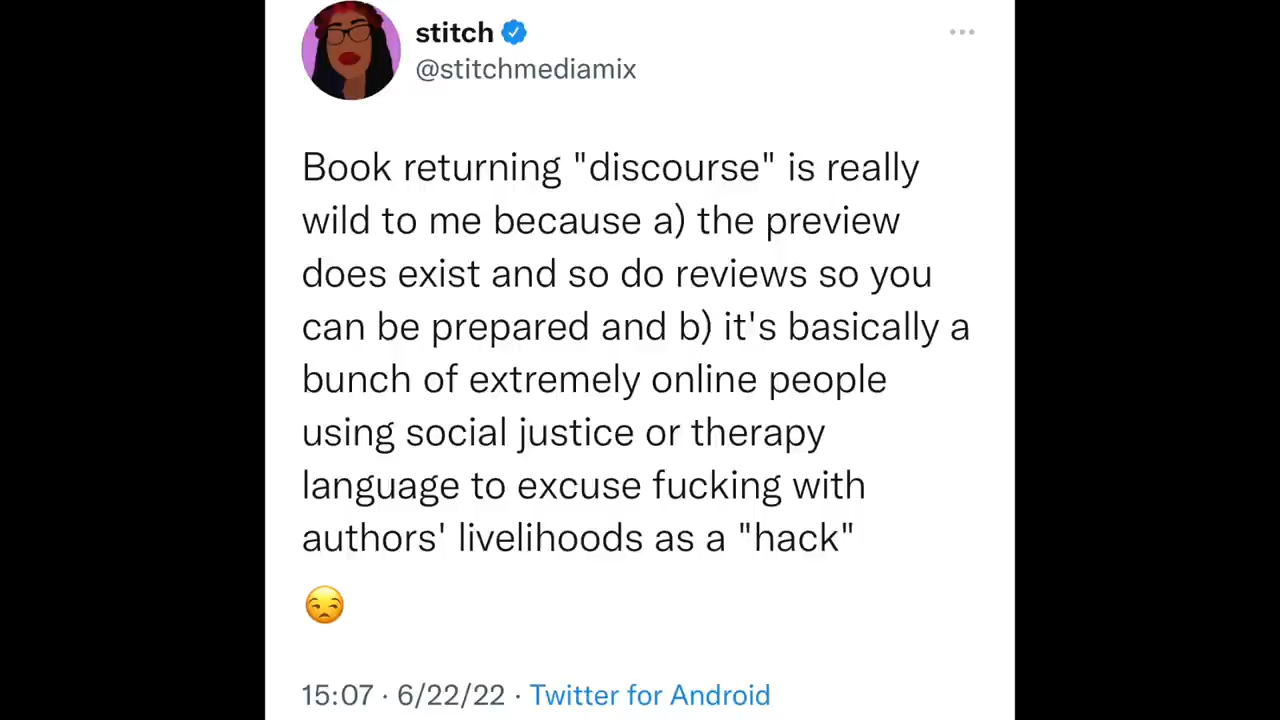 stitch
@stitchmediamix
Book returning "discourse" is really
wild to me because a) the preview
does exist and so do reviews so you
can be prepared and b) it's basically a
bunch of extremely online people
using social justice or therapy
language to excuse fucking with
authors' livelihoods as a "hack"
😒
15:07 · 6/22/22 · Twitter for Android